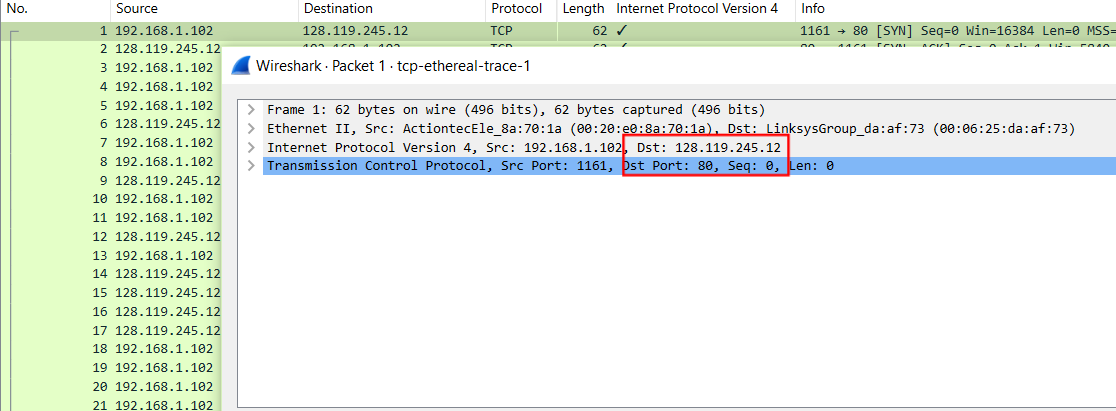 No. Source Destination Protocol Length Internet Protocol Version 4 Info
1 192.168.1.102 128.119.245.12 TCP 62 ✓ 1161 → 80 [SYN] Seq=0 Win=16384 Len=0 MSS=
2 128.119.245.12
Wireshark · Packet 1 · tcp-ethereal-trace-1
3 192.168.1.102
4 192.168.1.102
Frame 1: 62 bytes on wire (496 bits), 62 bytes captured (496 bits)
5 192.168.1.102
6 128.119.245.12
Ethernet II, Src: ActiontecEle_8a:70:1a (00:20:e0:8a:70:1a), Dst: LinksysGroup_da:af:73 (00:06:25:da:af:73)
7 192.168.1.102
Internet Protocol Version 4, Src: 192.168.1.102, Dst: 128.119.245.12
8 192.168.1.102
Transmission Control Protocol, Src Port: 1161, Dst Port: 80, Seq: 0, Len: 0
9 128.119.245.12
10 192.168.1.102
11 192.168.1.102
12 128.119.245.12
13 192.168.1.102
14 128.119.245.12
15 128.119.245.12
16 128.119.245.12
17 128.119.245.12
18 192.168.1.102
19 192.168.1.102
20 192.168.1.102
21 192.168.1.102